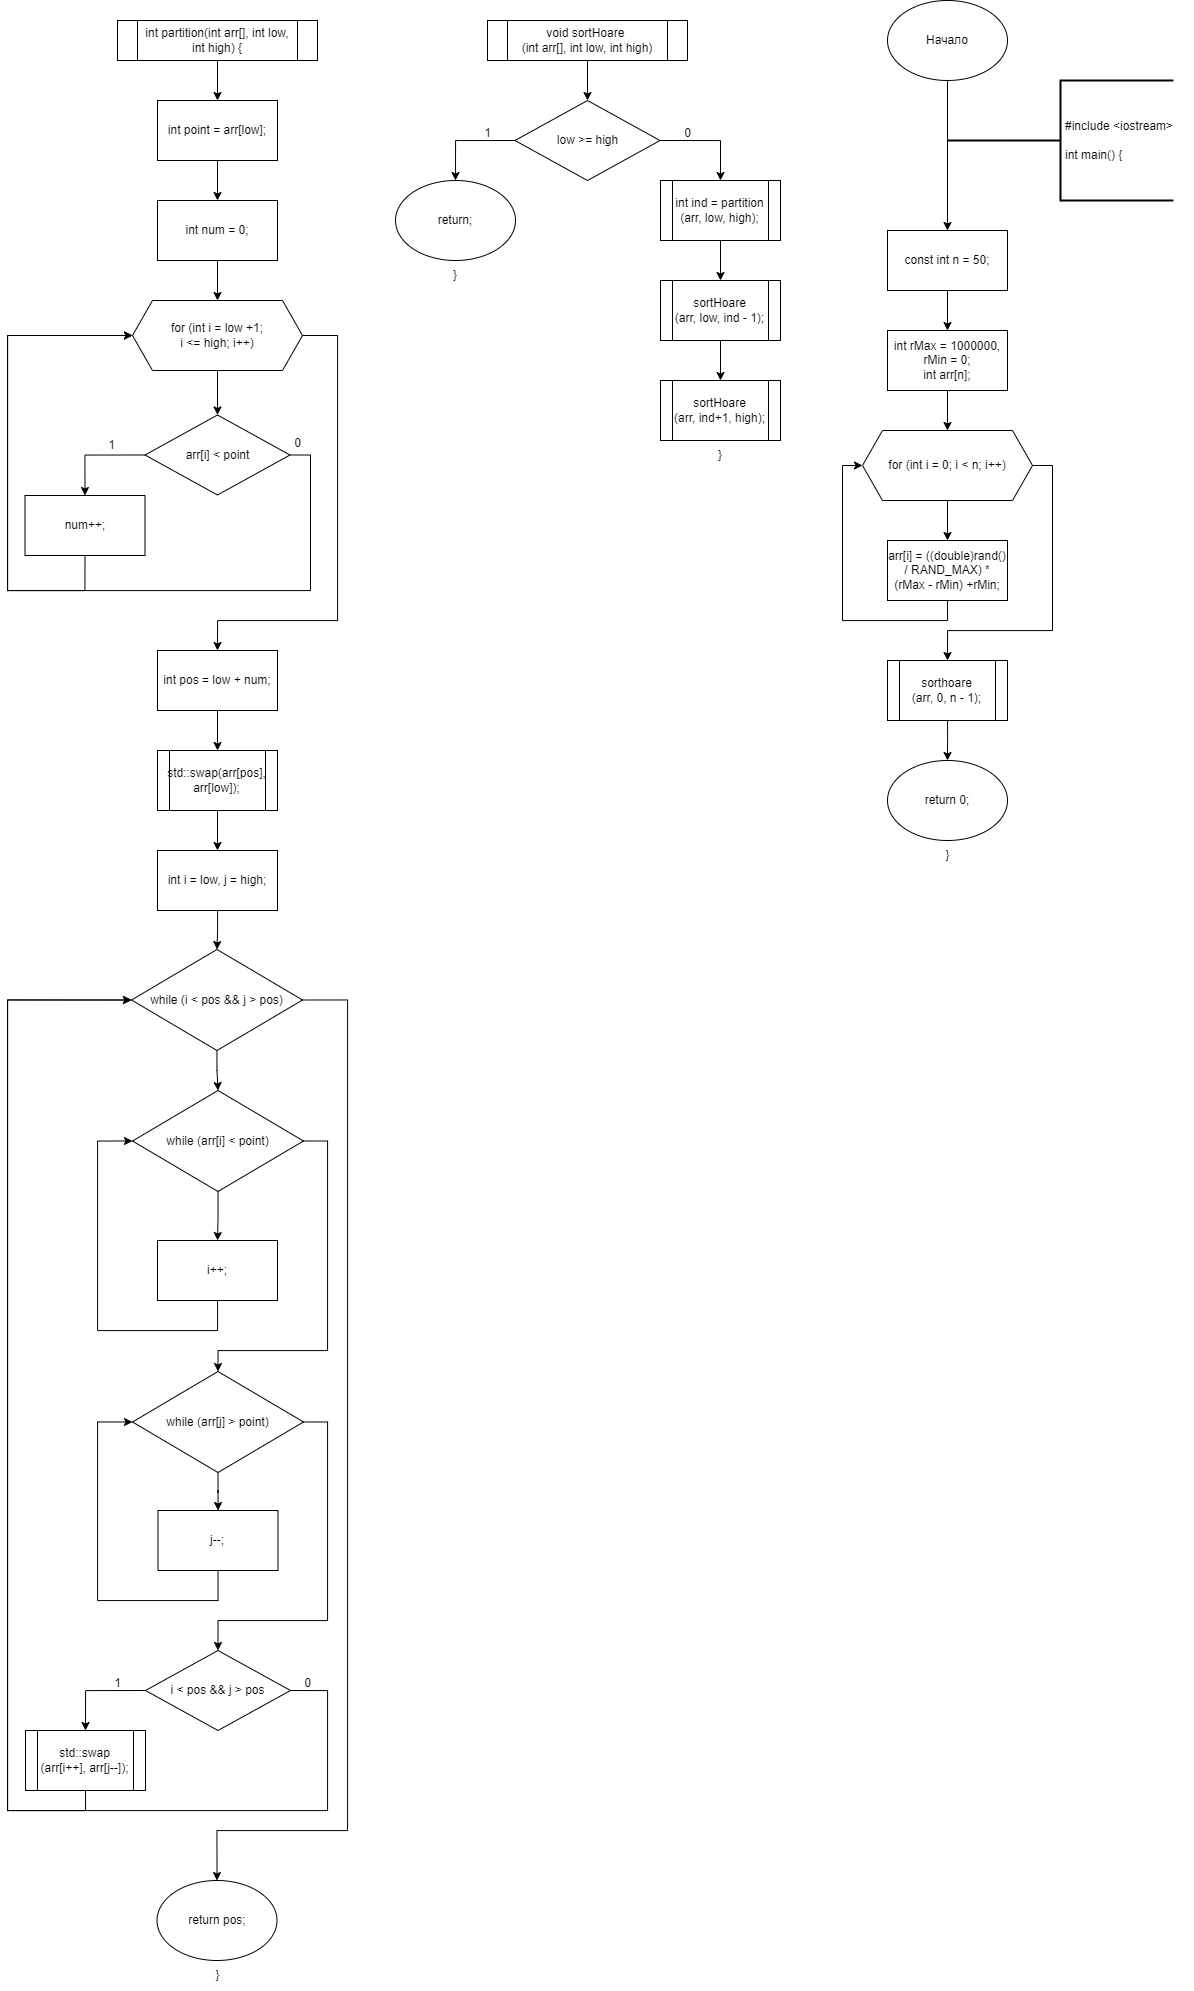 int partition(int arr[], int low,
int high) {
int point = arr[low];
int num = 0;
for (int i = low +1;
i <= high; i++)
arr[i] < point
1
0
num++;
int pos = low + num;
std::swap(arr[pos],
arr[low]);
int i = low, j = high;
while (i < pos && j > pos)
while (arr[i] < point)
i++;
while (arr[j] > point)
j--;
i < pos && j > pos
1
0
std::swap
(arr[i++], arr[j--]);
return pos;
}
void sortHoare
(int arr[], int low, int high)
low >= high
1
0
return;
}
int ind = partition
(arr, low, high);
sortHoare
(arr, low, ind - 1);
sortHoare
(arr, ind+1, high);
}
Начало
#include <iostream>
int main() {
const int n = 50;
int rMax = 1000000,
rMin = 0;
int arr[n];
for (int i = 0; i < n; i++)
arr[i] = ((double)rand()
/ RAND_MAX) *
(rMax - rMin) +rMin;
sorthoare
(arr, 0, n - 1);
return 0;
}